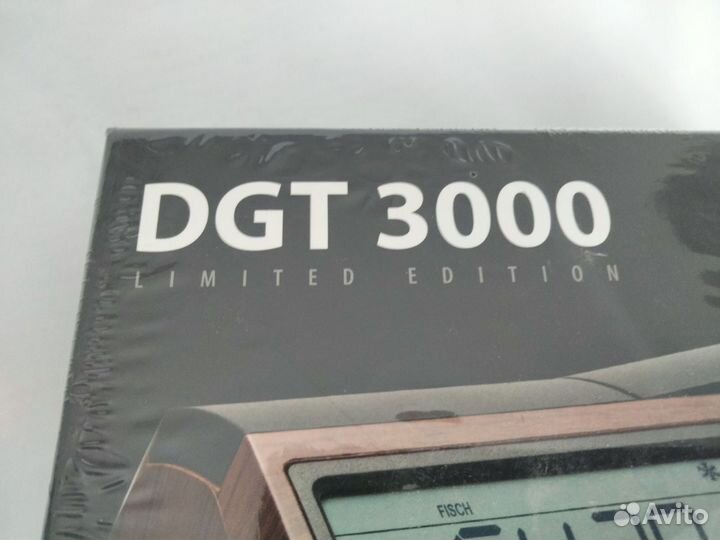 DGT 3000
LIMITED EDITION
FISCH
Avito